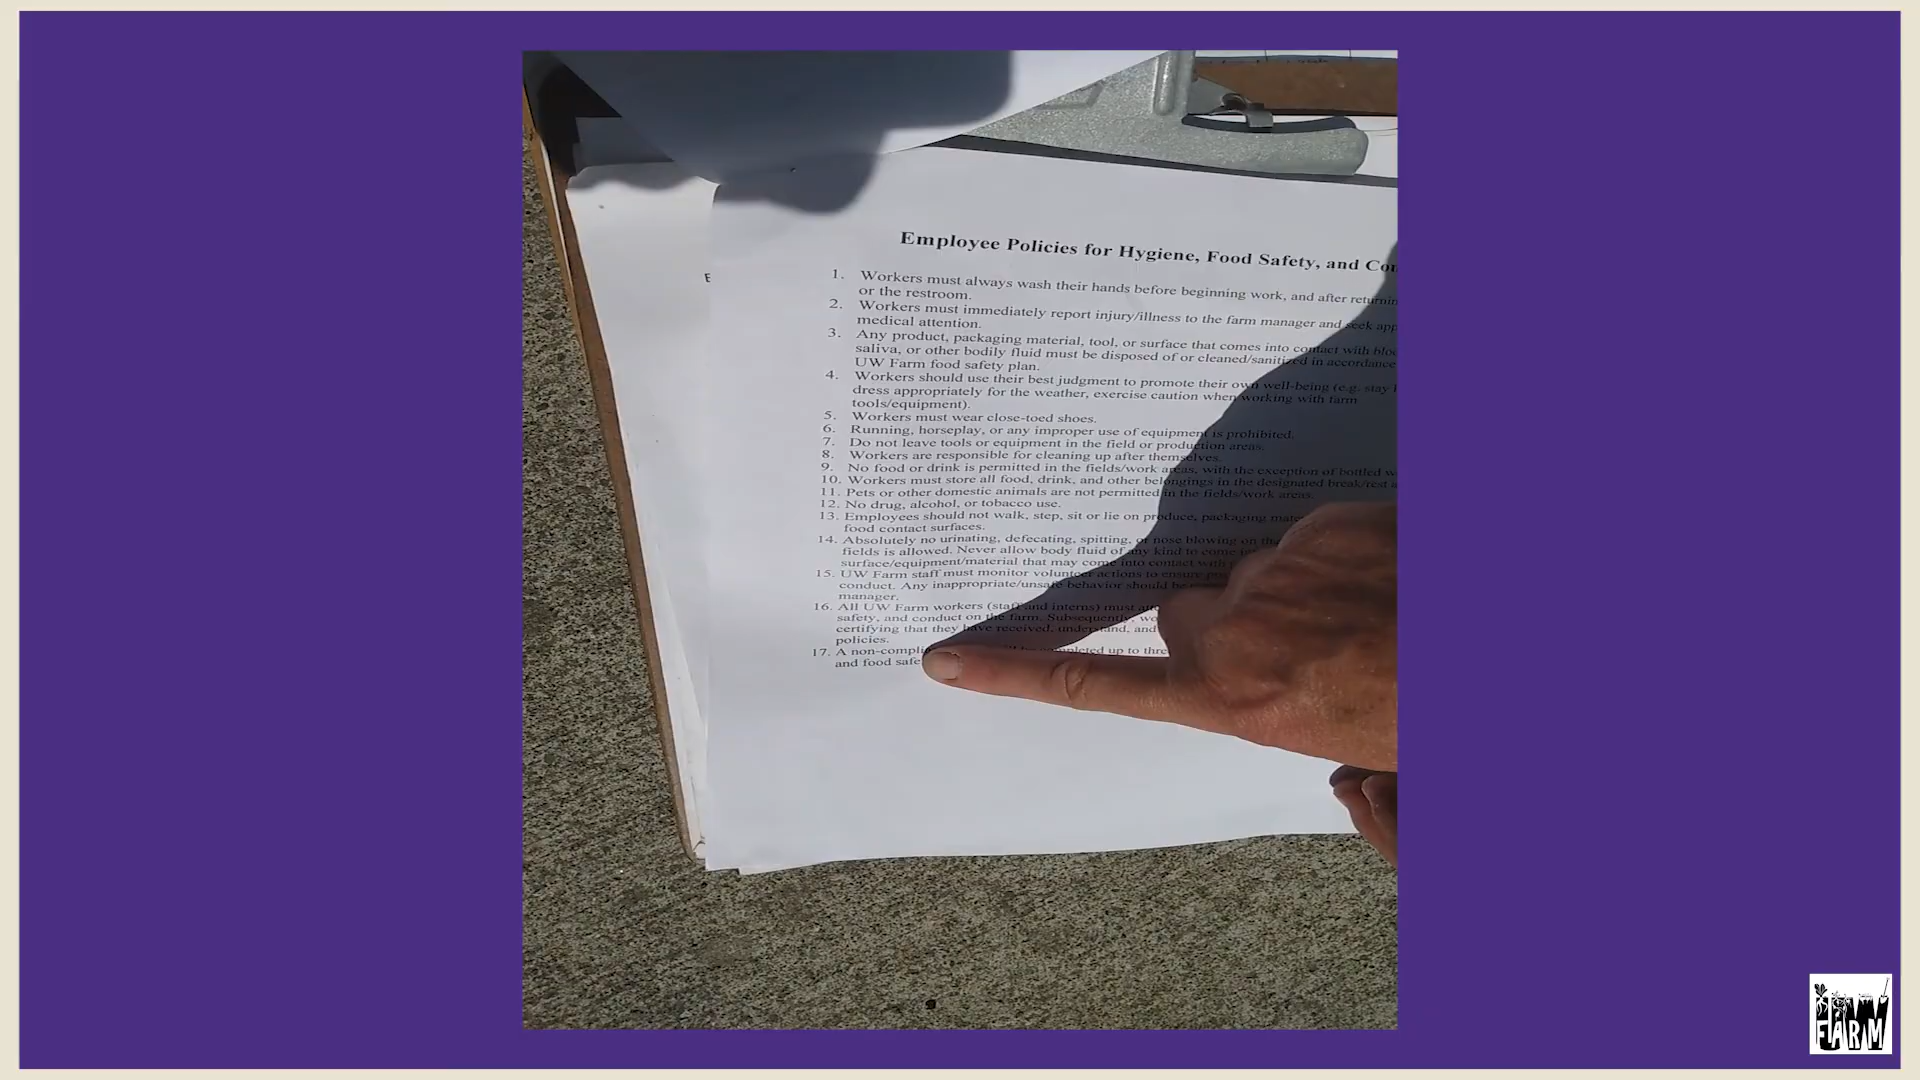 Employee Policies for Hygiene, Food Safety, and
1. Workers must always wash their hands before beginning work, and after
or the restroom.
2. Workers must immediately report injury/illness to the farm manager and seek
medical attention.
3. Any product, packaging material, tool, or surface that comes into contact with
saliva, or other bodily fluid must be disposed of or cleaned/sanitized in accordance
UW Farm food safety plan.
4. Workers should use their best judgment to promote their own well-being (e.g. stay
dress appropriately for the weather, exercise caution when working with farm
tools/equipment).
5. Workers must wear close-toed shoes.
6. Running, horseplay, or any improper use of equipment is prohibited.
7. Do not leave tools or equipment in the field or production areas.
8. Workers are responsible for cleaning up after themselves.
9. No food or drink is permitted in the fields/work areas, with the exception of bottled
10. Workers must store all food, drink, and other belongings in the designated break/rest
11. Pets or other domestic animals are not permitted in the fields/work areas.
12. No drug, alcohol, or tobacco use.
13. Employees should not walk, step, sit or lie on produce, packaging
food contact surfaces.
14. Absolutely no urinating, defecating, spitting, or nose blowing on
fields is allowed. Never allow body fluid of any kind to come
surface/equipment/material that may come into contact with
15. UW Farm staff must monitor volunteer actions to ensure
conduct. Any inappropriate/unsafe behavior should be
manager.
16. All UW Farm workers (staff and interns) must
safety, and conduct on the farm. Subsequently,
certifying that they have received, understand, and
policies.
17. A completed up to
and food
FARM